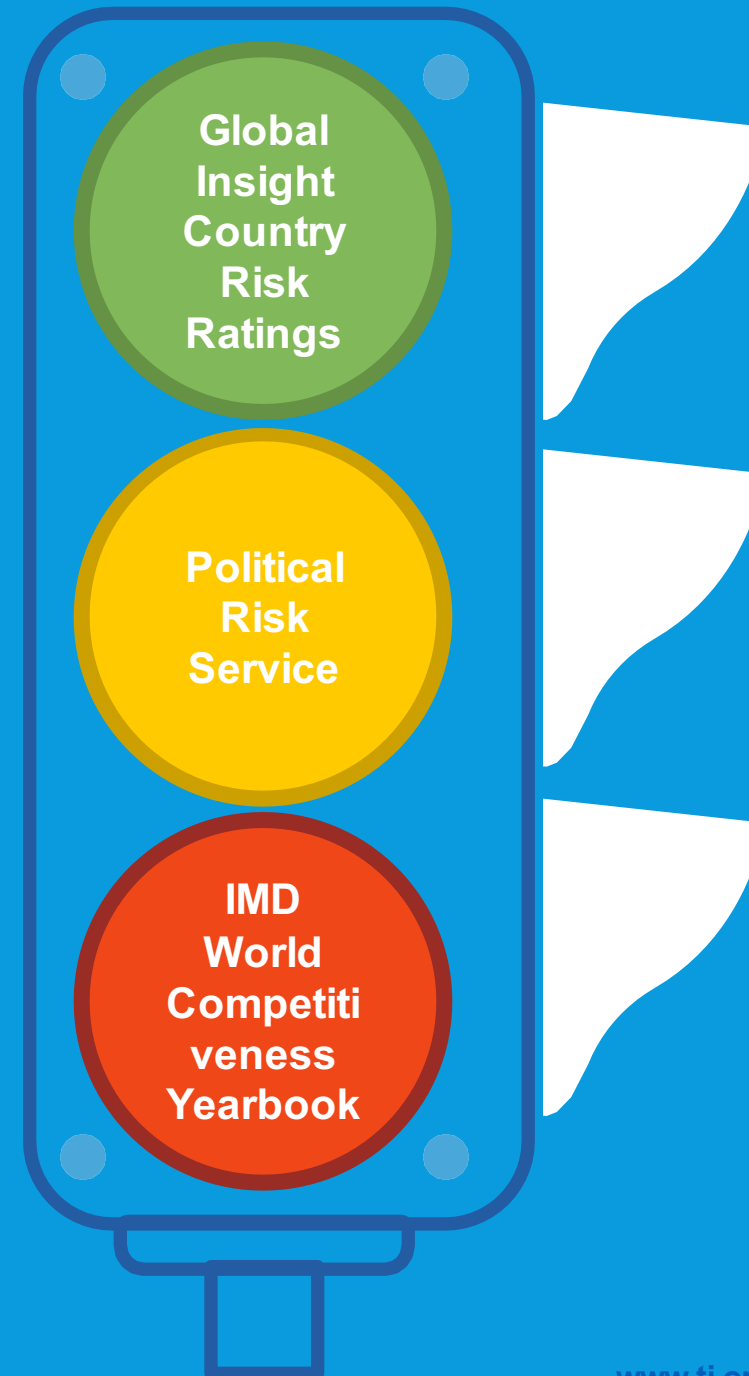 Global
Insight
Country
Risk
Ratings
Political
Risk
Service
IMD
World
Competiti
veness
Yearbook